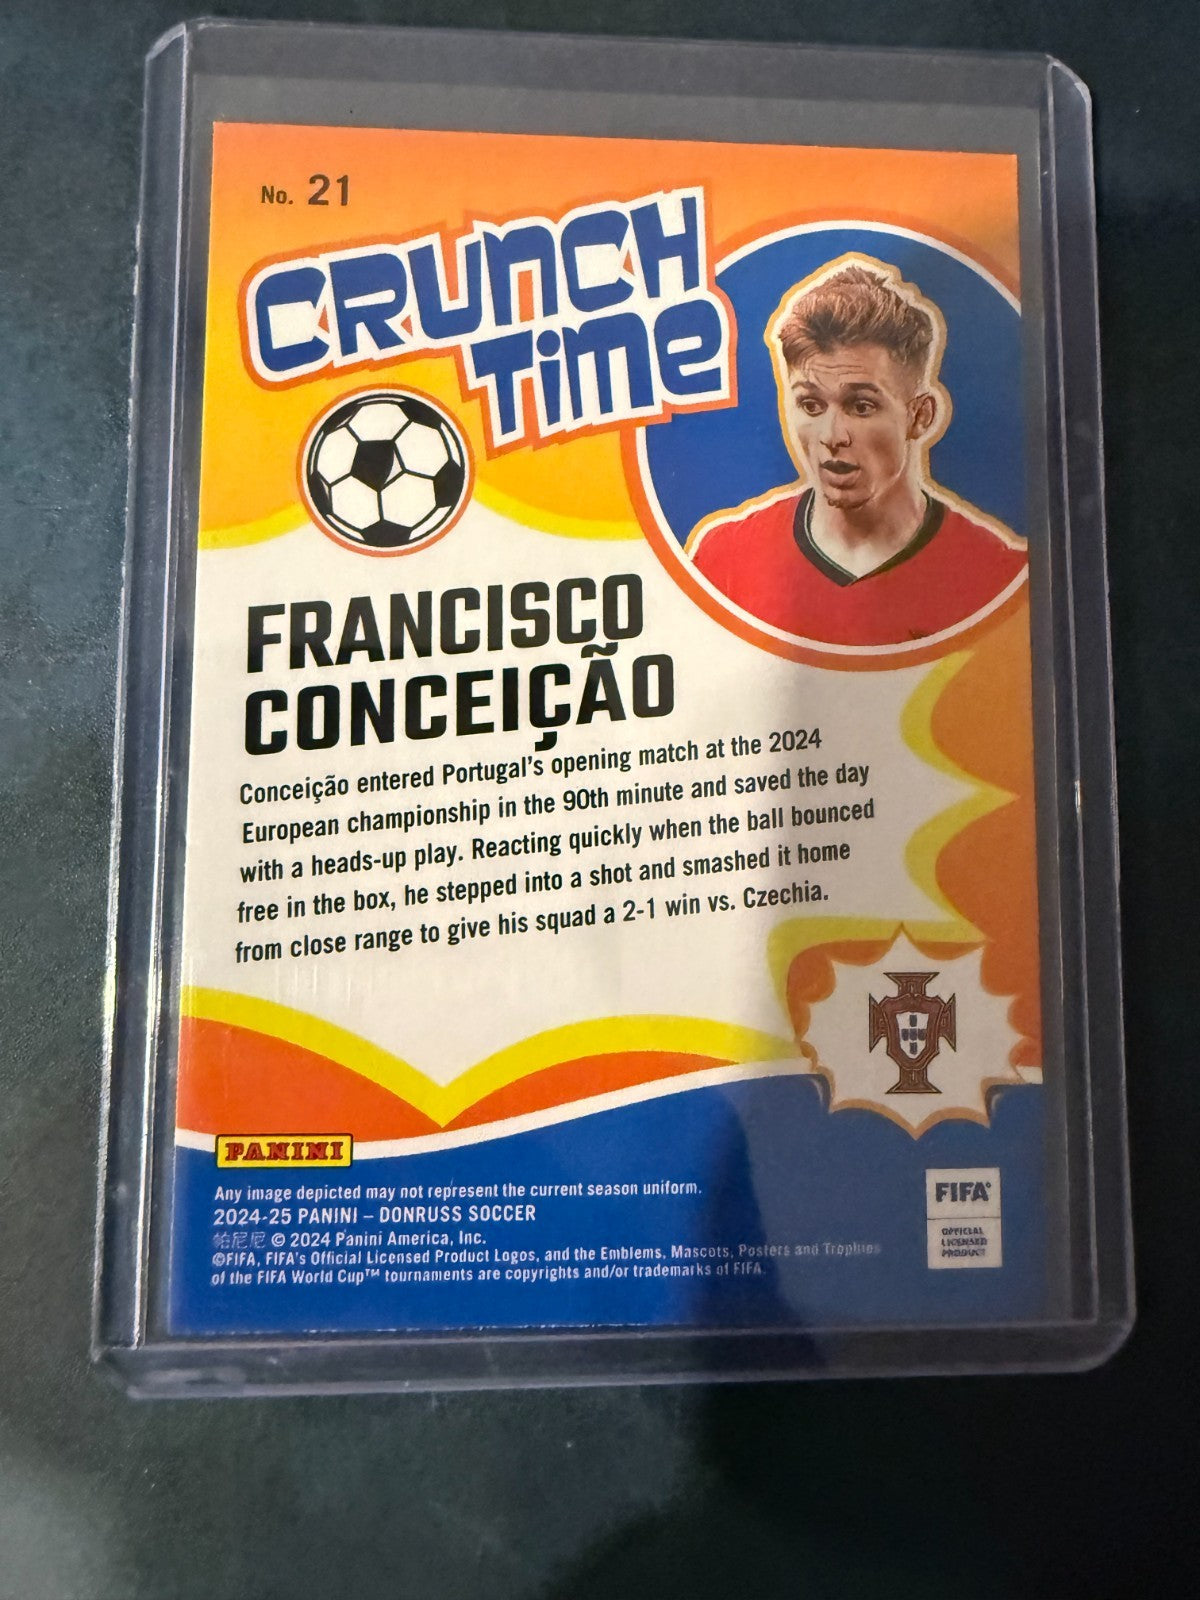 No. 21
CRUNCH
TIME
FRANCISCO
CONCEIÇÃO
Conceição entered Portugal's opening match at the 2024
European championship in the 90th minute and saved the day
with a heads-up play. Reacting quickly when the ball bounced
free in the box, he stepped into a shot and smashed it home
from close range to give his squad a 2-1 win vs. Czechia.
PANINI
Any image depicted may not represent the current season uniform.
2024-25 PANINI – DONRUSS SOCCER
帕尼尼 © 2024 Panini America, Inc.
©FIFA, FIFA's Official Licensed Product Logos, and the Emblems, Mascots, Posters and Trophies
of the FIFA World Cup™ tournaments are copyrights and/or trademarks of FIFA.
FIFA®
OFFICIAL
LICENSED
PRODUCT